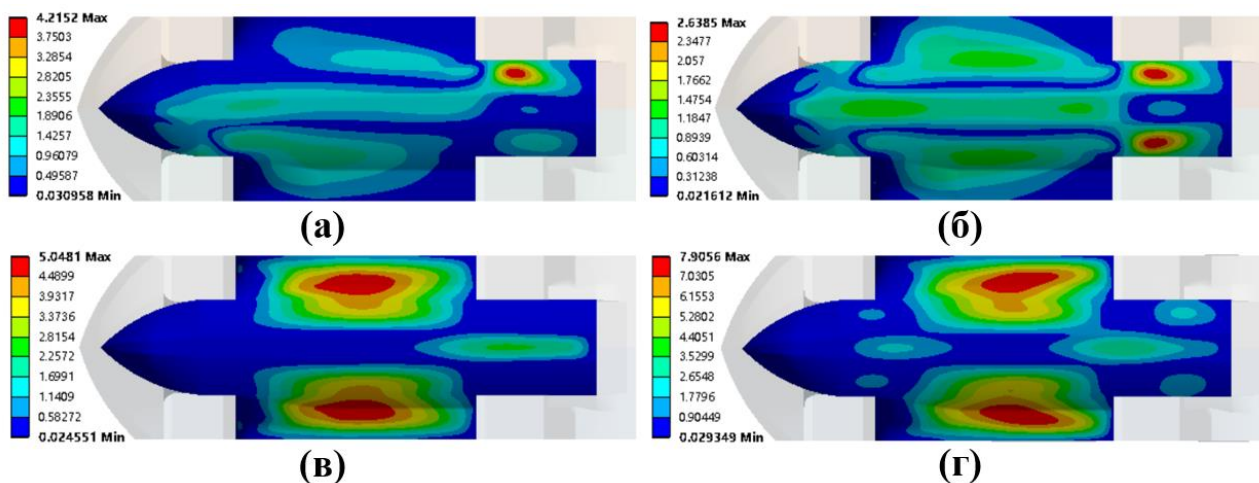 4.2152 Max
3.7503
3.2854
2.8205
2.3555
1.8906
1.4257
0.96079
0.49587
0.030958 Min
(а)
2.6385 Max
2.3477
2.057
1.7662
1.4754
1.1847
0.8939
0.60314
0.31238
0.021612 Min
(б)
5.0481 Max
4.4899
3.9317
3.3736
2.8154
2.2572
1.6991
1.1409
0.58272
0.024551 Min
(в)
7.9056 Max
7.0305
6.1553
5.2802
4.4051
3.5299
2.6548
1.7796
0.90449
0.029349 Min
(г)